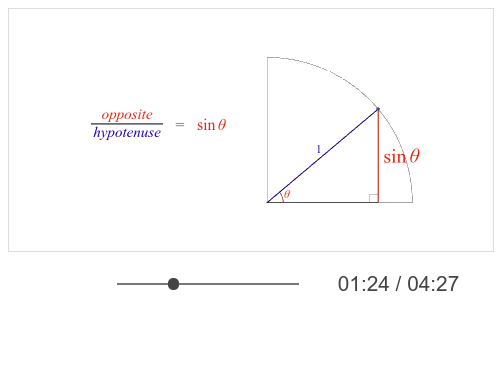 opposite
hypotenuse
= sin θ
1
sin θ
θ
01:24 / 04:27